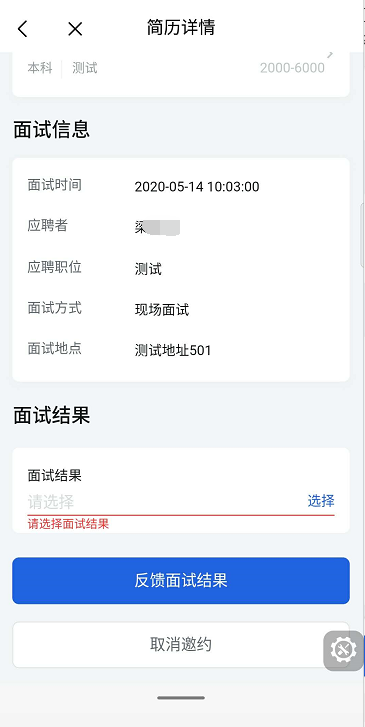 简历详情
本科 测试 2000-6000
面试信息
面试时间 2020-05-14 10:03:00
应聘者 梁
应聘职位 测试
面试方式 现场面试
面试地点 测试地址501
面试结果
面试结果
请选择 选择
请选择面试结果
反馈面试结果
取消邀约